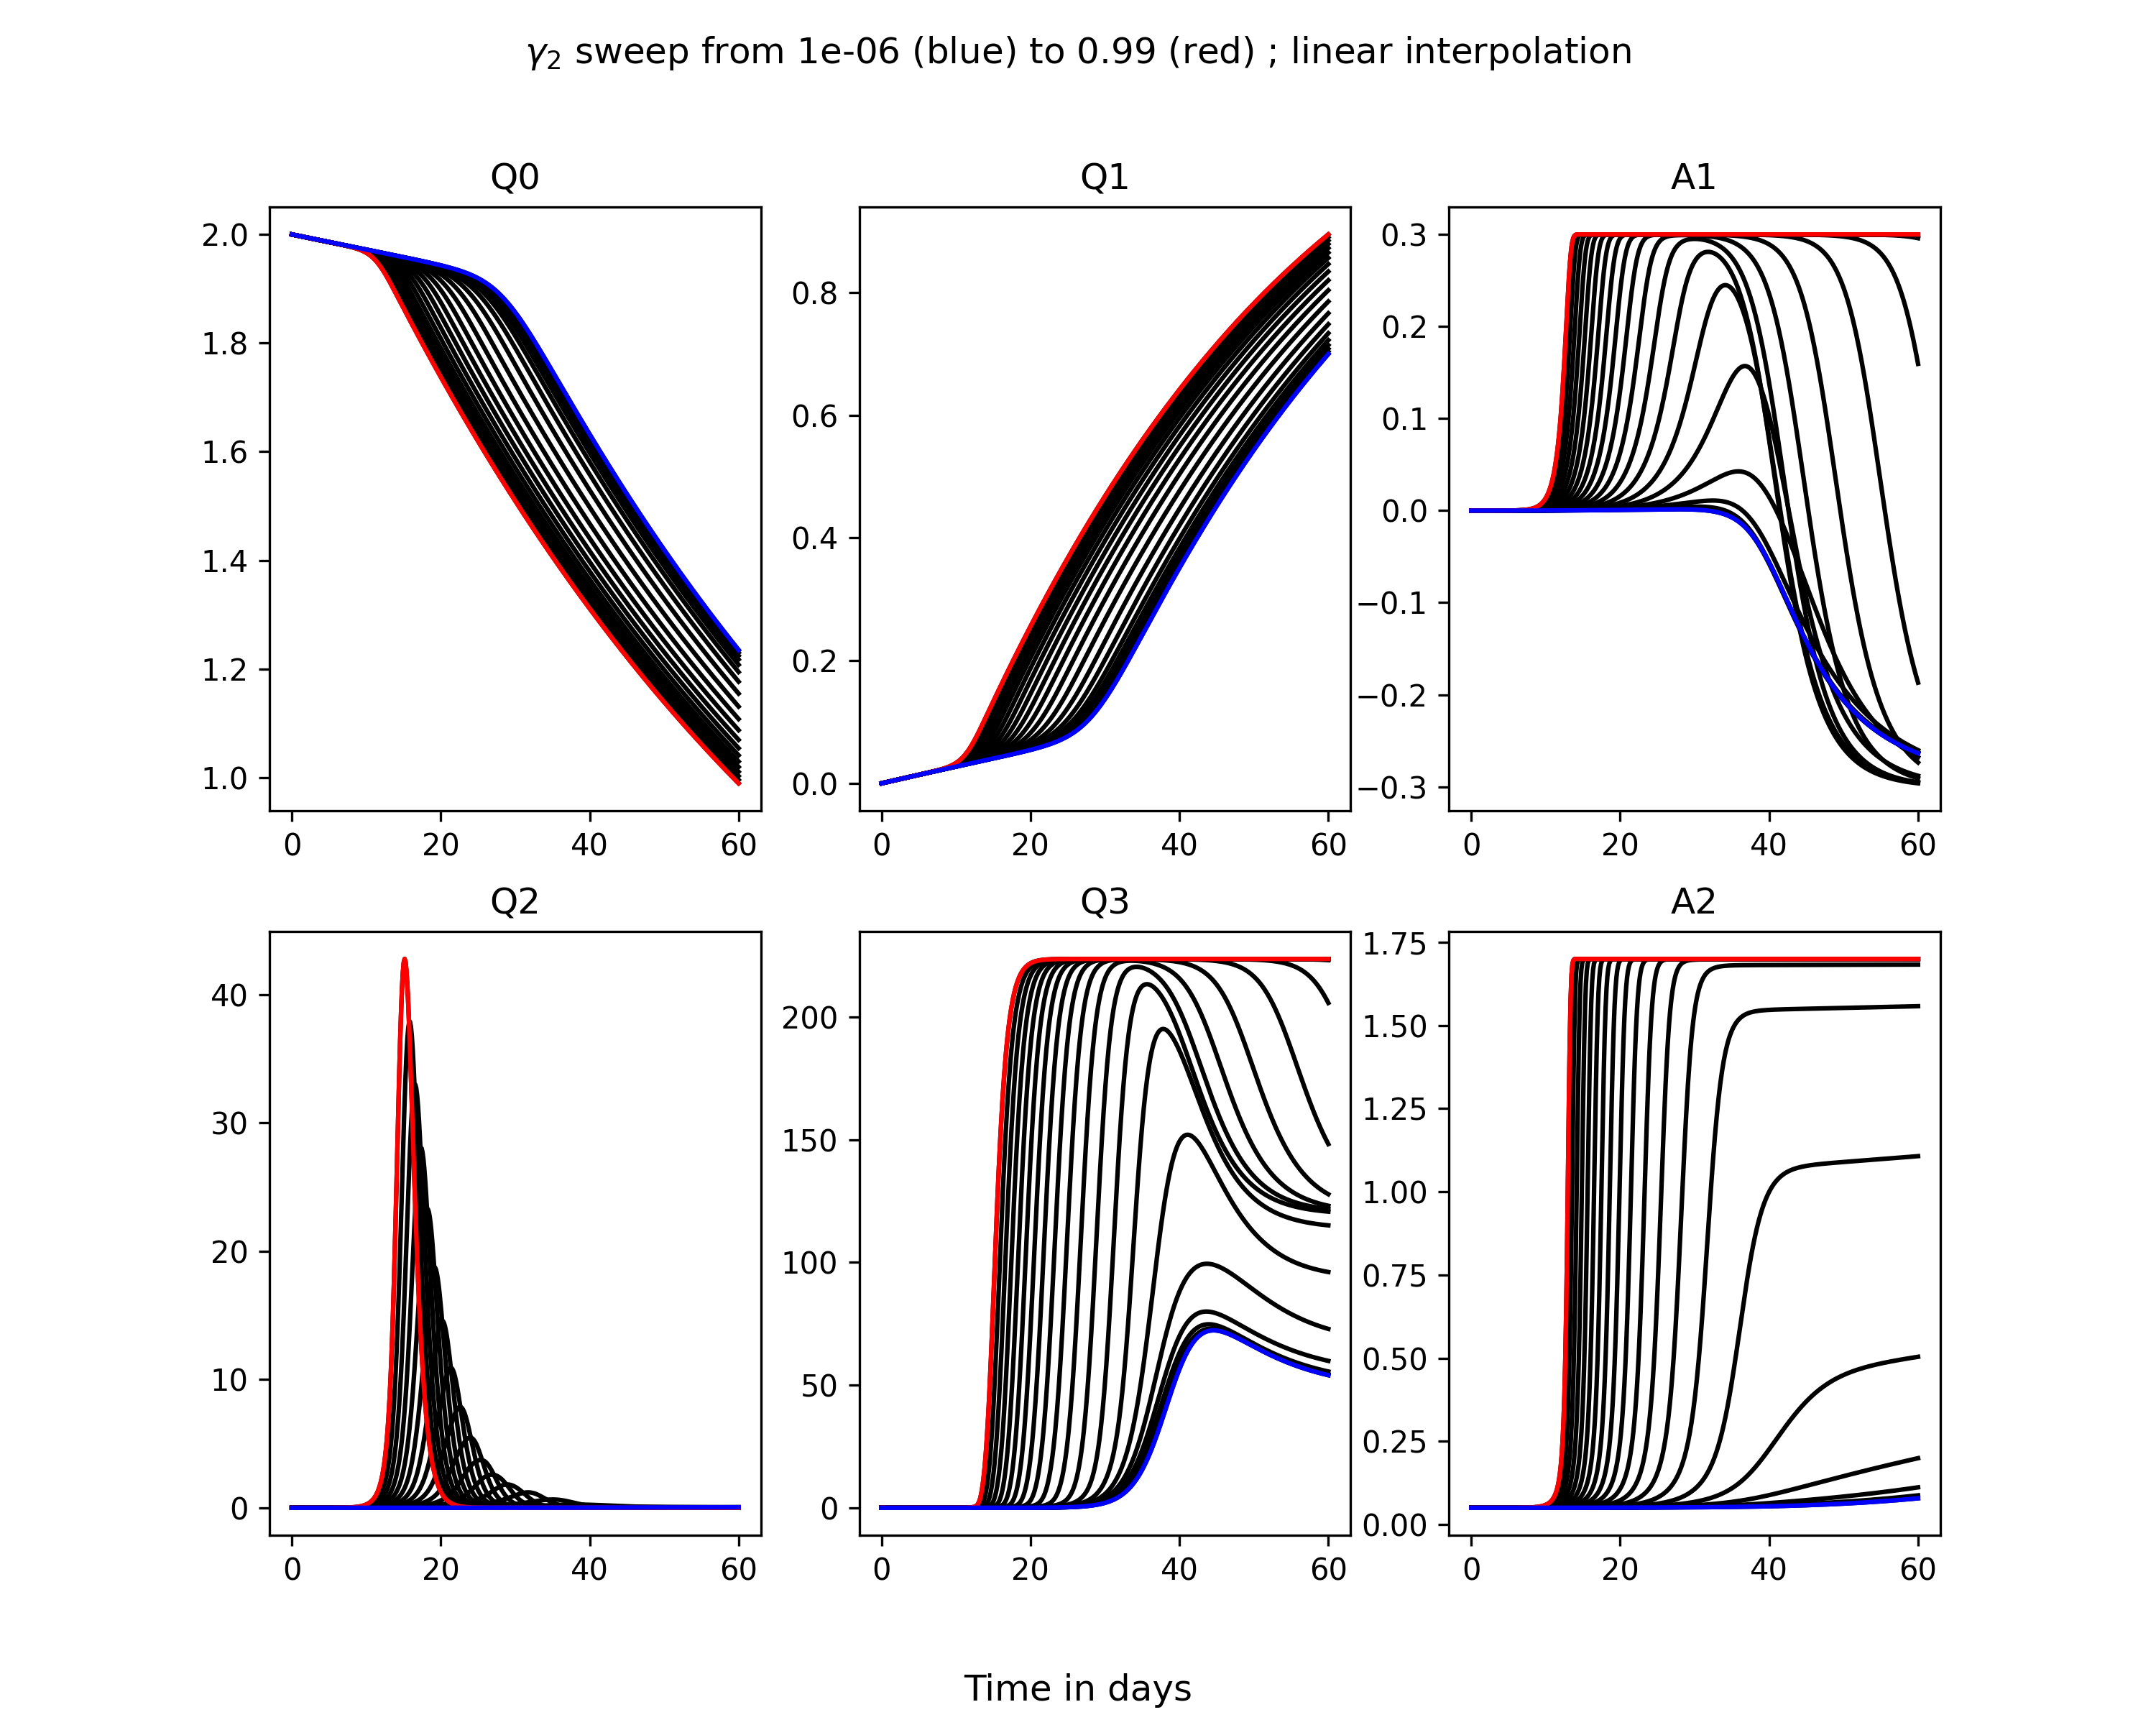 γ₂ sweep from 1e-06 (blue) to 0.99 (red) ; linear interpolation
Q0
2.0
1.8
1.6
1.4
1.2
1.0
0 20 40 60
Q1
0.8
0.6
0.4
0.2
0.0
0 20 40 60
A1
0.3
0.2
0.1
0.0
−0.1
−0.2
−0.3
0 20 40 60
Q2
40
30
20
10
0
0 20 40 60
Q3
200
150
100
50
0
0 20 40 60
A2
1.75
1.50
1.25
1.00
0.75
0.50
0.25
0.00
0 20 40 60
Time in days